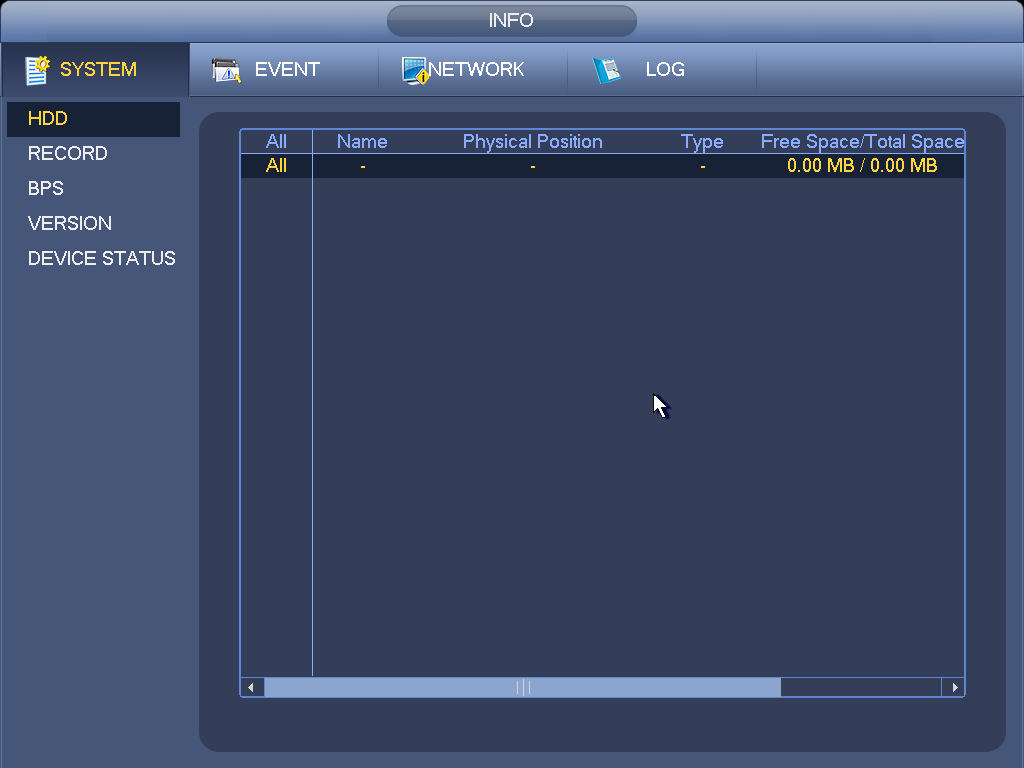 INFO
SYSTEM EVENT NETWORK LOG
HDD
RECORD
BPS
VERSION
DEVICE STATUS
All Name Physical Position Type Free Space/Total Space
All - - - 0.00 MB / 0.00 MB